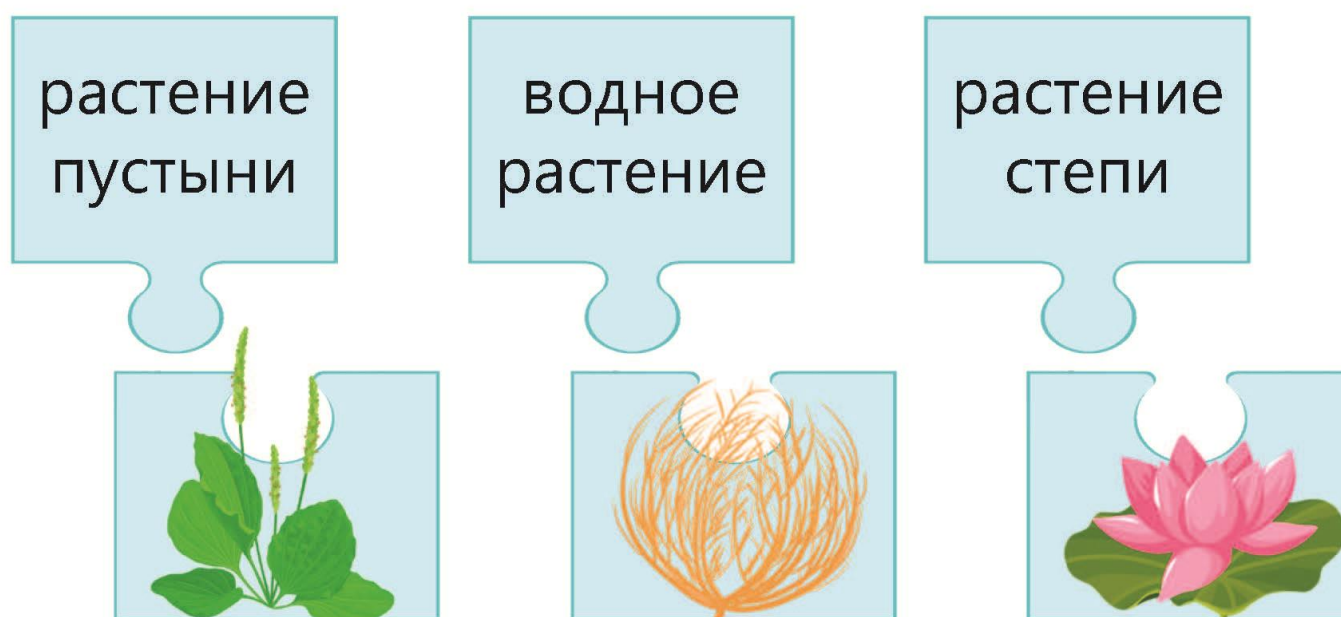 растение
пустыни
водное
растение
растение
степи